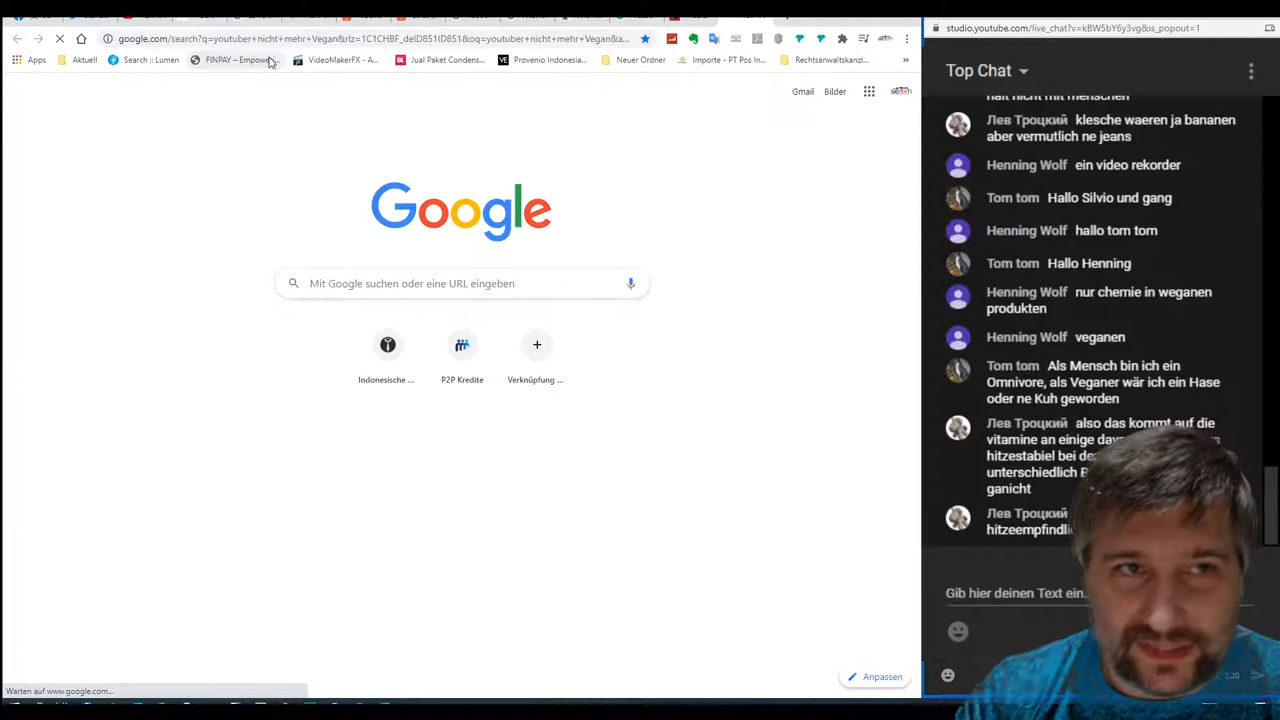 google.com/search?q=youtuber+nicht+mehr+Vegan&rlz=1C1CHBF_deID851ID851&oq=youtuber+nicht+mehr+Vegan&a...
Apps
Aktuell
Search :: Lumen
FINPAY – Empowe...
VideoMakerFX - A...
Jual Paket Condens...
Provenio Indonesia...
Neuer Ordner
Importe - PT Pos In...
Rechtsanwaltskanzl...
»
Gmail
Bilder
Google
Mit Google suchen oder eine URL eingeben
Indonesische ...
P2P Kredite
Verknüpfung ...
Anpassen
Warten auf www.google.com...
studio.youtube.com/live_chat?v=kBW5bY6y3vg&is_popout=1
Top Chat
halt nicht mit menschen
Лев Троцкий klesche waeren ja bananen
aber vermutlich ne jeans
Henning Wolf ein video rekorder
Tom tom Hallo Silvio und gang
Henning Wolf hallo tom tom
Tom tom Hallo Henning
Henning Wolf nur chemie in weganen
produkten
Henning Wolf veganen
Tom tom Als Mensch bin ich ein
Omnivore, als Veganer wär ich ein Hase
oder ne Kuh geworden
Лев Троцкий also das kommt auf die
vitamine an einige
hitzestabiel bei
unterschiedlich
ganicht
Лев Троцкий
Gib hier deinen Text ein...